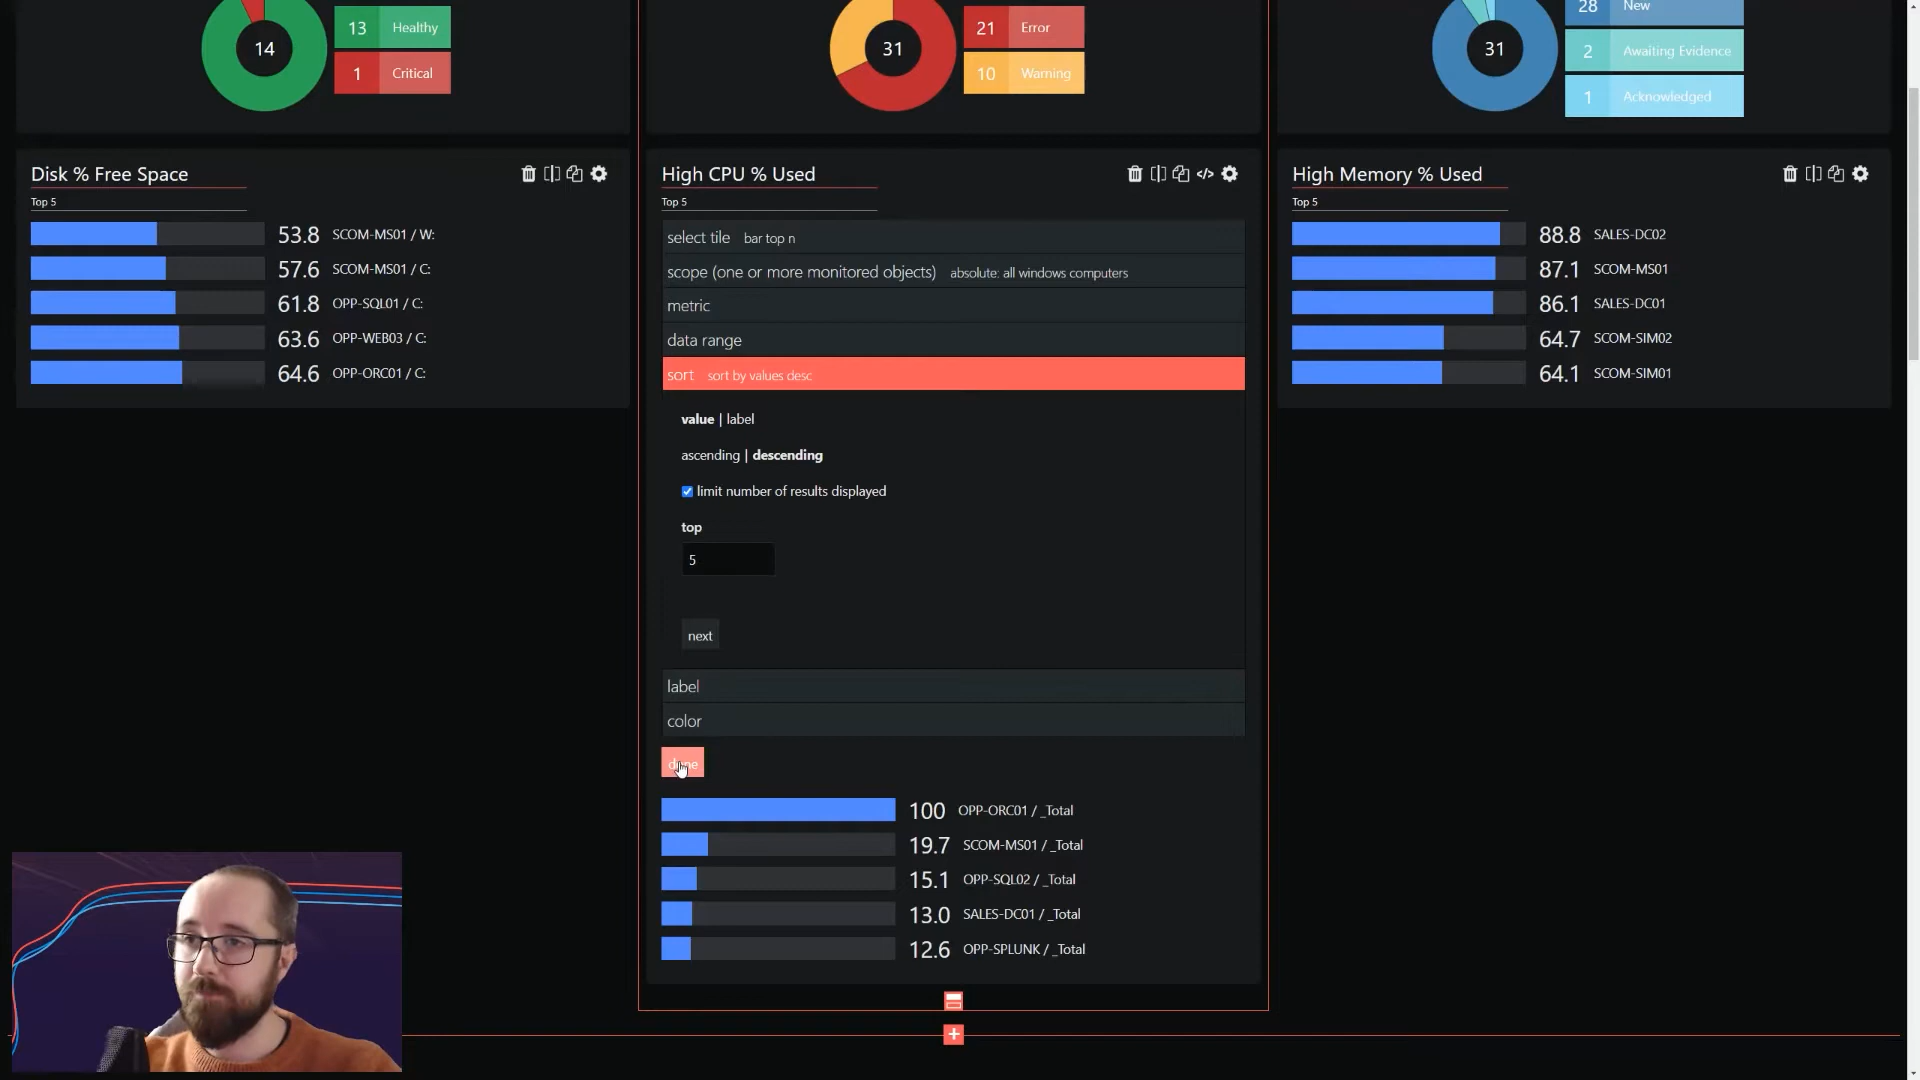 14
13 Healthy
1 Critical
31
21 Error
10 Warning
31
28 New
2 Awaiting Evidence
1 Acknowledged
Disk % Free Space
Top 5
53.8 SCOM-MS01 / W:
57.6 SCOM-MS01 / C:
61.8 OPP-SQL01 / C:
63.6 OPP-WEB03 / C:
64.6 OPP-ORC01 / C:
High CPU % Used
Top 5
select tile bar top n
scope (one or more monitored objects) absolute: all windows computers
metric
data range
sort sort by values desc
value | label
ascending | descending
limit number of results displayed
top
5
next
label
color
done
100 OPP-ORC01 / _Total
19.7 SCOM-MS01 / _Total
15.1 OPP-SQL02 / _Total
13.0 SALES-DC01 / _Total
12.6 OPP-SPLUNK / _Total
High Memory % Used
Top 5
88.8 SALES-DC02
87.1 SCOM-MS01
86.1 SALES-DC01
64.7 SCOM-SIM02
64.1 SCOM-SIM01